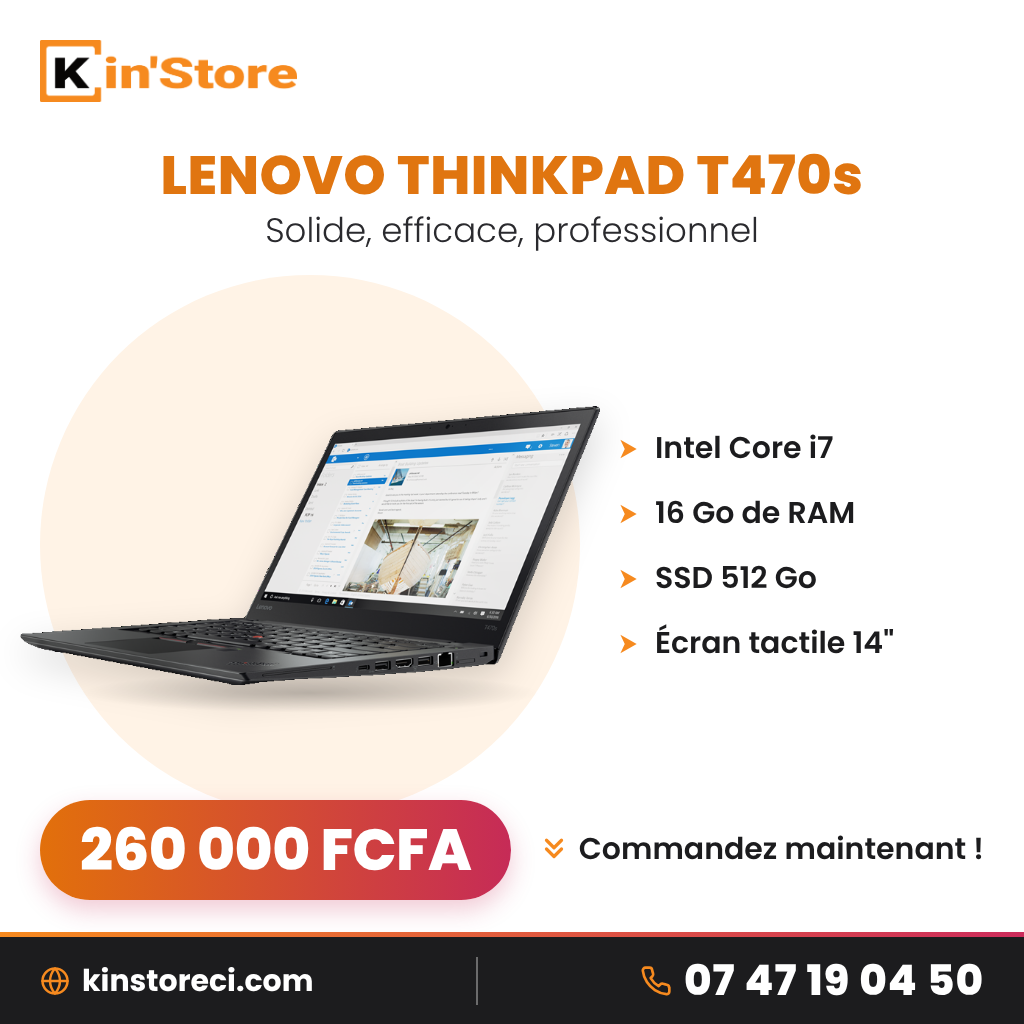 Kin'Store
LENOVO THINKPAD T470s
Solide, efficace, professionnel
Intel Core i7
16 Go de RAM
SSD 512 Go
Écran tactile 14"
260 000 FCFA
Commandez maintenant !
kinstoreci.com
07 47 19 04 50